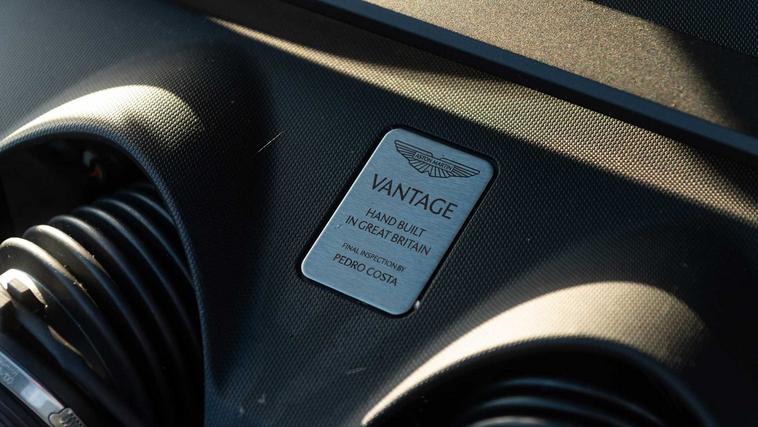 ASTON MARTIN
VANTAGE
HAND BUILT
IN GREAT BRITAIN
FINAL INSPECTION BY
PEDRO COSTA